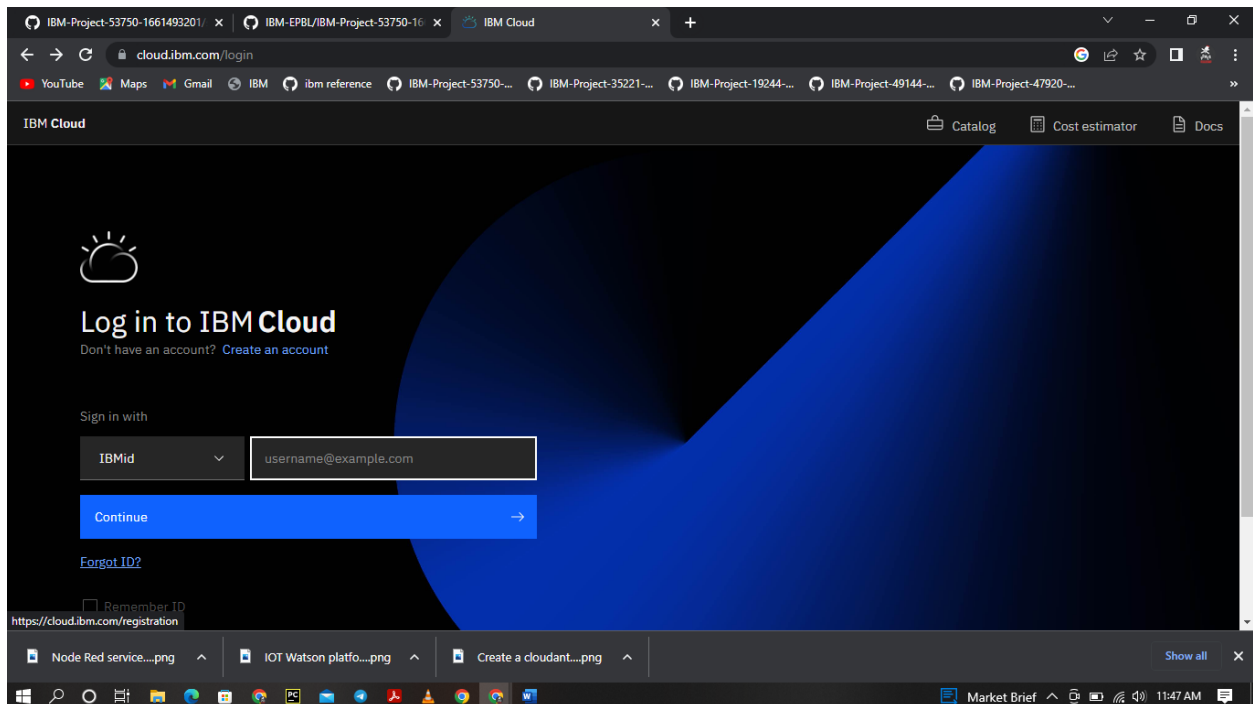 IBM-Project-53750-1661493201/
IBM-EPBL/IBM-Project-53750-16
IBM Cloud
cloud.ibm.com/login
YouTube
Maps
Gmail
IBM
ibm reference
IBM-Project-53750-...
IBM-Project-35221-...
IBM-Project-19244-...
IBM-Project-49144-...
IBM-Project-47920-...
»
IBM Cloud
Catalog
Cost estimator
Docs
Log in to IBM Cloud
Don't have an account? Create an account
Sign in with
IBMid
username@example.com
Continue
Forgot ID?
Remember ID
https://cloud.ibm.com/registration
Node Red service....png
IOT Watson platfo....png
Create a cloudant....png
Show all
Market Brief
11:47 AM